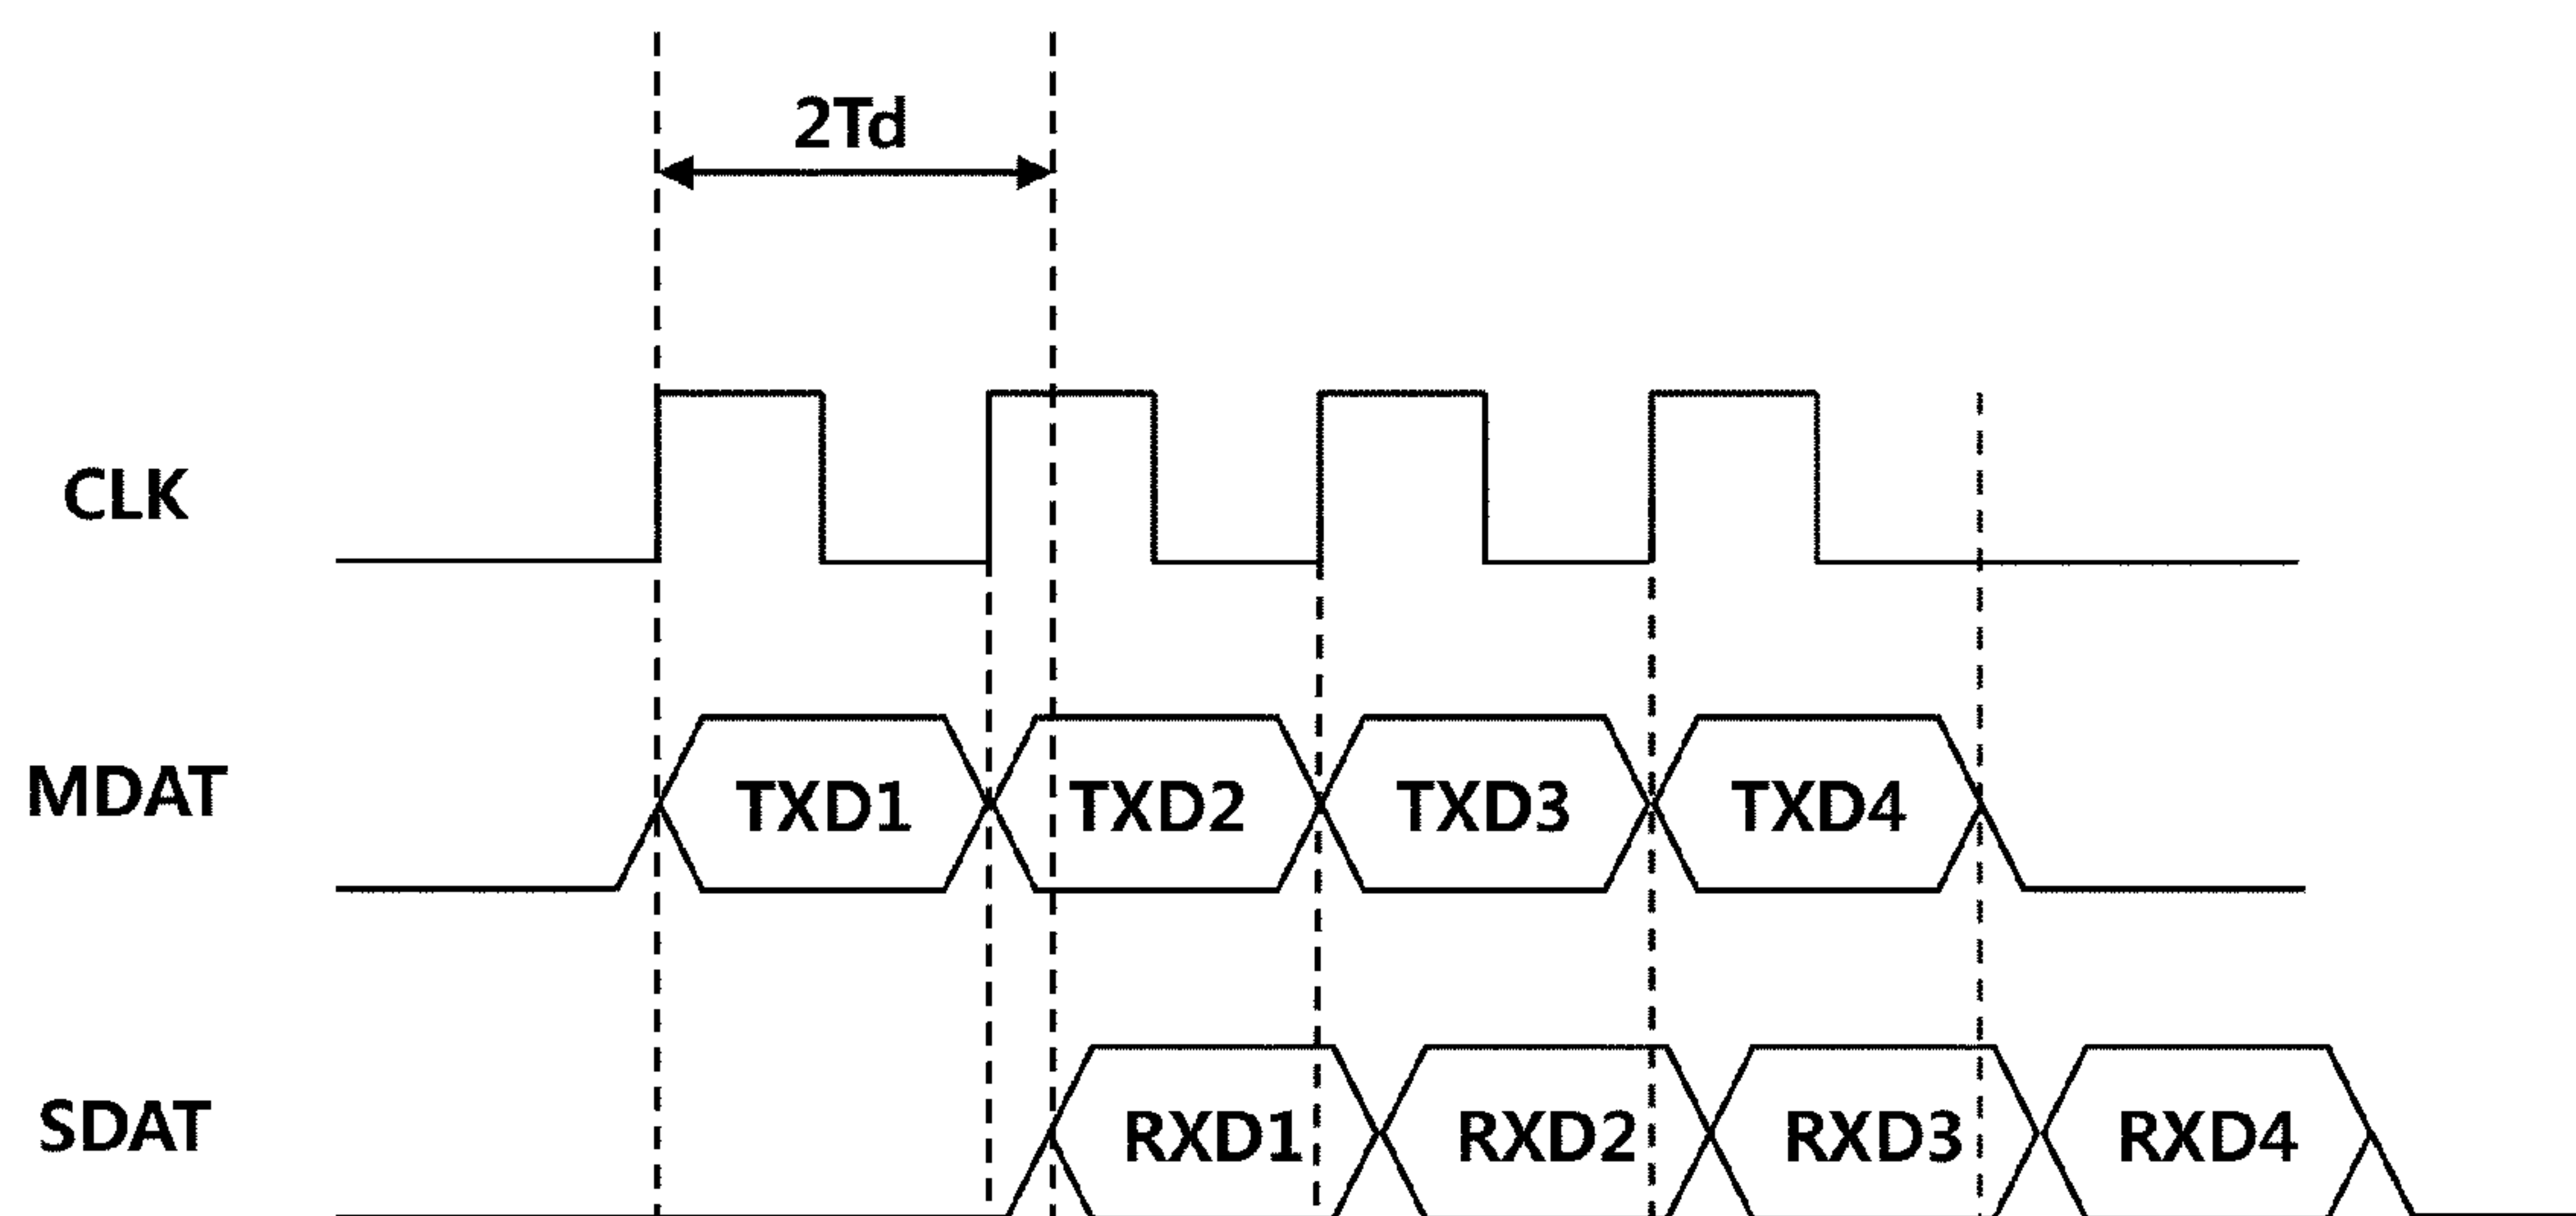 2Td
CLK
MDAT TXD1 TXD2 TXD3 TXD4
SDAT RXD1 RXD2 RXD3 RXD4